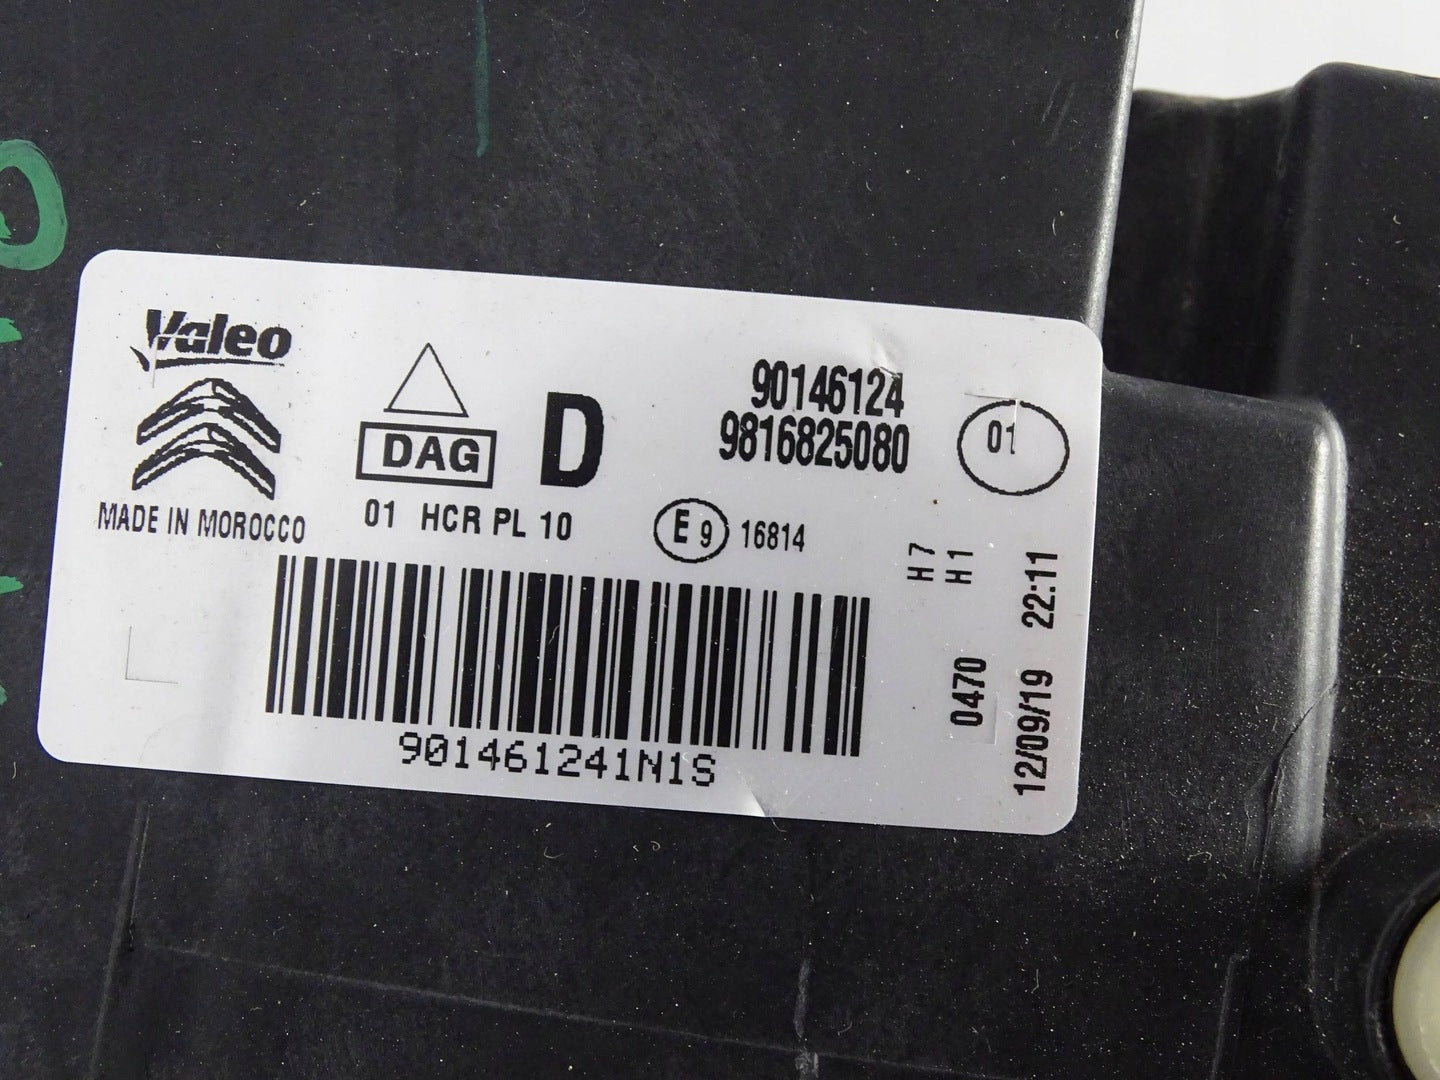 Valeo
MADE IN MOROCCO
DAG
D
01 HCR PL 10
90146124
9816825080
01
E 9 16814
H7
H1
0470
12/09/19 22:11
901461241N1S